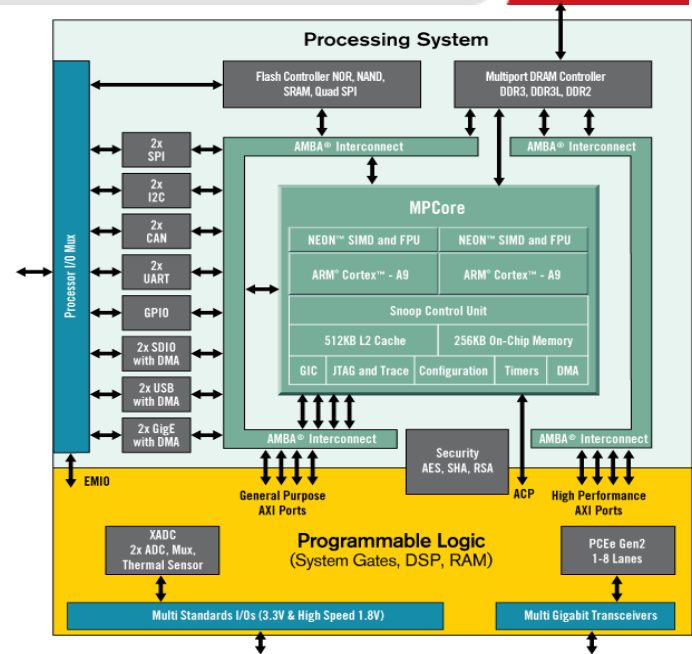 Processing System
Flash Controller NOR, NAND,
SRAM, Quad SPI
Multiport DRAM Controller
DDR3, DDR3L, DDR2
AMBA® Interconnect
AMBA® Interconnect
Processor I/O Mux
2x
SPI
2x
I2C
2x
CAN
2x
UART
GPIO
2x SDIO
with DMA
2x USB
with DMA
2x GigE
with DMA
MPCore
NEON™ SIMD and FPU
NEON™ SIMD and FPU
ARM® Cortex™ - A9
ARM® Cortex™ - A9
Snoop Control Unit
512KB L2 Cache
256KB On-Chip Memory
GIC
JTAG and Trace
Configuration
Timers
DMA
AMBA® Interconnect
AMBA® Interconnect
Security
AES, SHA, RSA
EMIO
General Purpose
AXI Ports
ACP
High Performance
AXI Ports
XADC
2x ADC, Mux,
Thermal Sensor
Programmable Logic
(System Gates, DSP, RAM)
PCEe Gen2
1-8 Lanes
Multi Standards I/Os (3.3V & High Speed 1.8V)
Multi Gigabit Transceivers